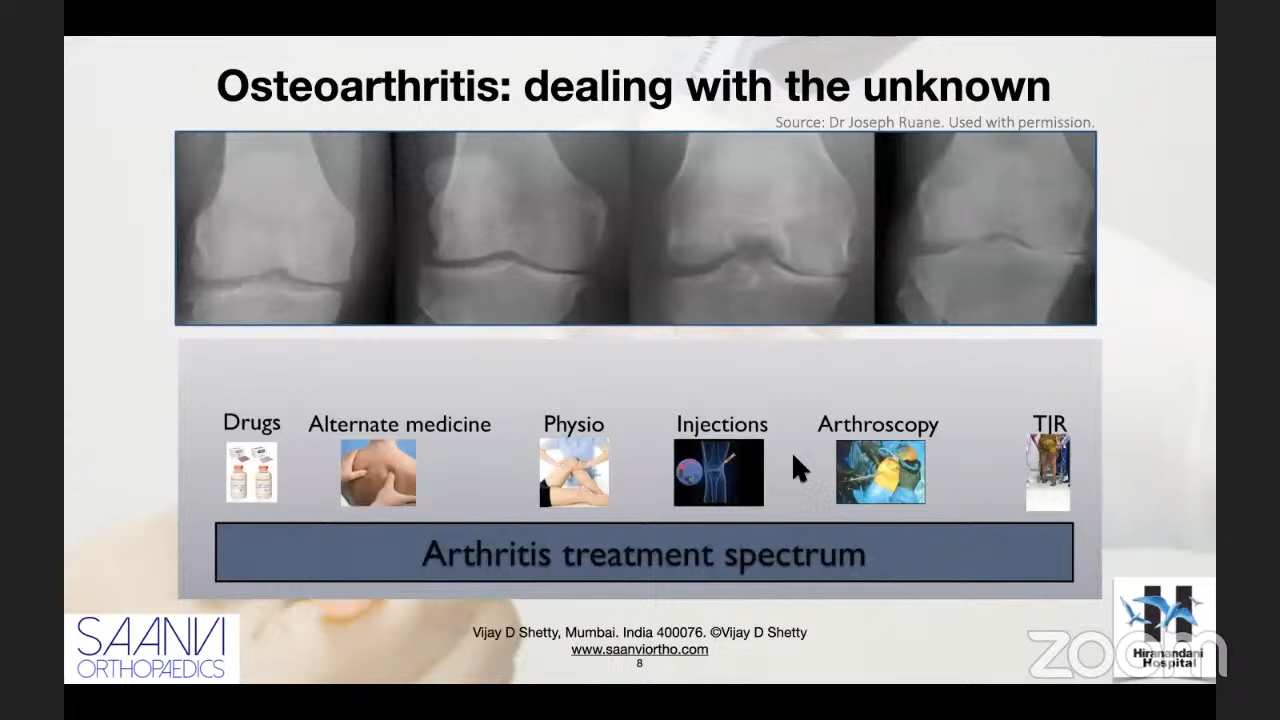 Osteoarthritis: dealing with the unknown
Source: Dr Joseph Ruane. Used with permission.
Drugs
Alternate medicine
Physio
Injections
Arthroscopy
TJR
Arthritis treatment spectrum
SAANVI
ORTHOPAEDICS
Vijay D Shetty, Mumbai. India 400076. ©Vijay D Shetty
www.saanviortho.com
8
H
Hiranandani
Hospital
zoom